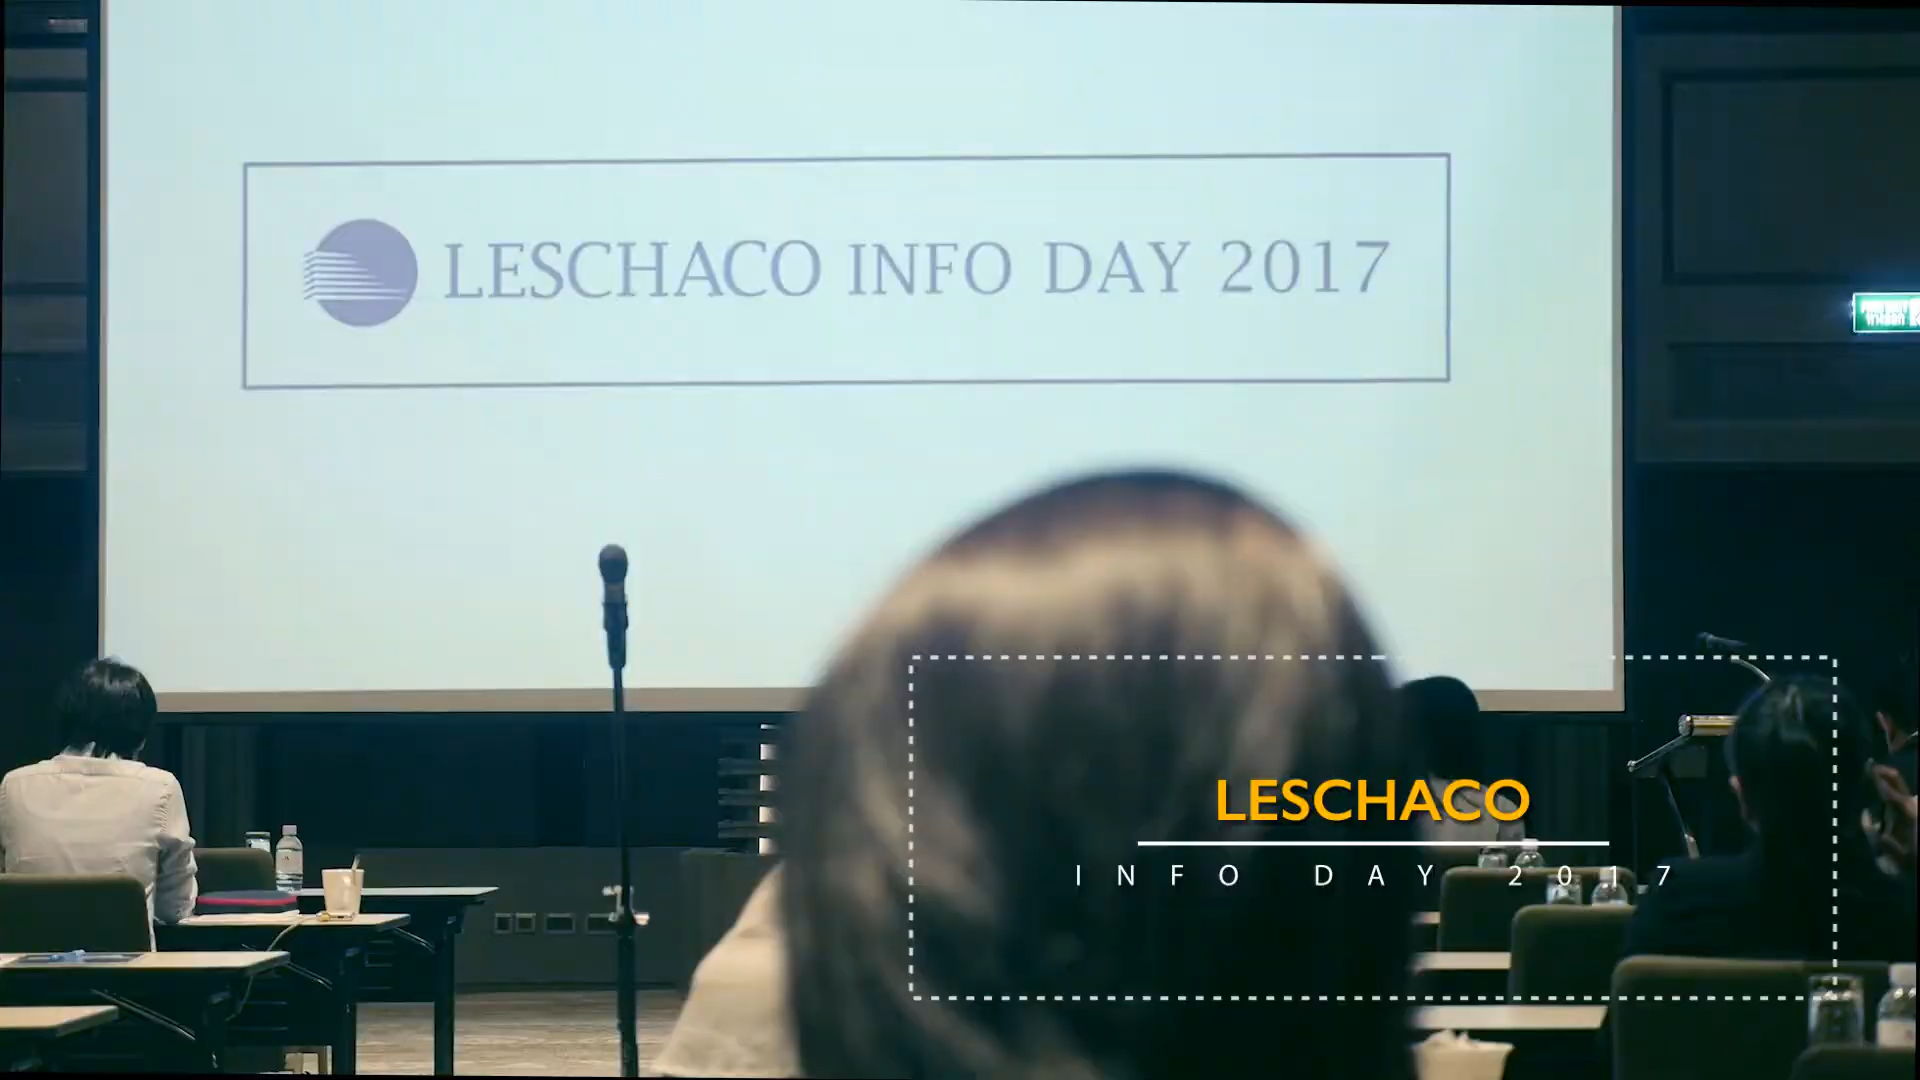 LESCHACO INFO DAY 2017
LESCHACO
INFO DAY 2017